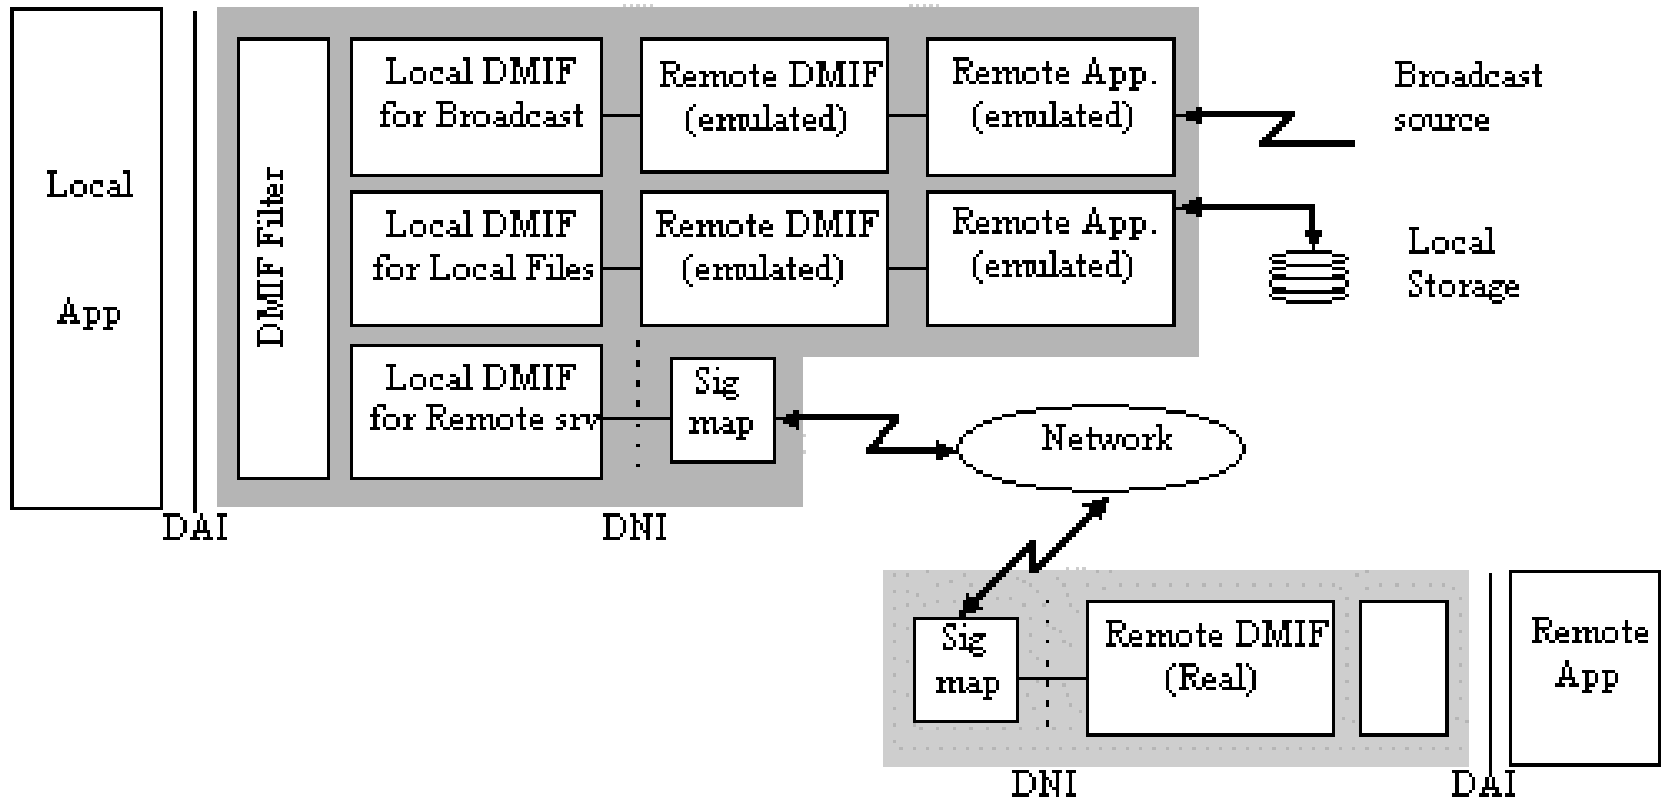 Local
App
DAI
DMIF Filter
Local DMIF
for Broadcast
Remote DMIF
(emulated)
Remote App.
(emulated)
Broadcast
source
Local DMIF
for Local Files
Remote DMIF
(emulated)
Remote App.
(emulated)
Local
Storage
Local DMIF
for Remote srv
Sig
map
Network
DNI
Sig
map
Remote DMIF
(Real)
Remote
App
DNI
DAI